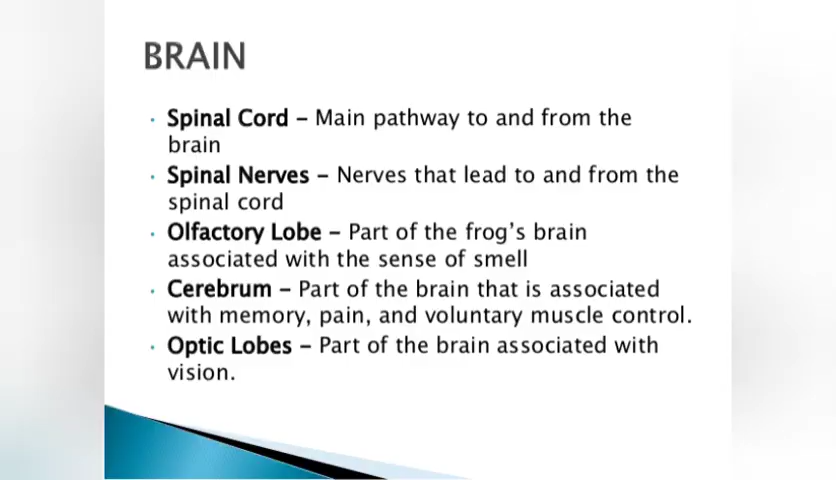 BRAIN
• Spinal Cord – Main pathway to and from the
brain
• Spinal Nerves – Nerves that lead to and from the
spinal cord
• Olfactory Lobe – Part of the frog's brain
associated with the sense of smell
• Cerebrum – Part of the brain that is associated
with memory, pain, and voluntary muscle control.
• Optic Lobes – Part of the brain associated with
vision.